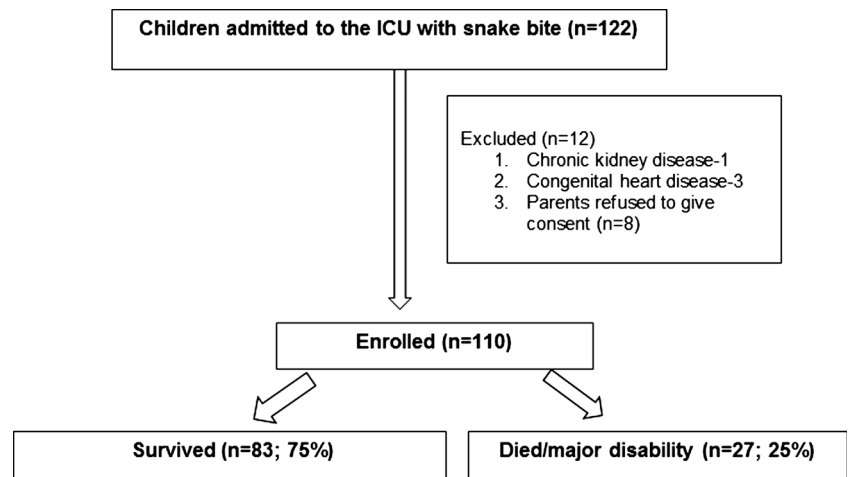 Children admitted to the ICU with snake bite (n=122)
Excluded (n=12)
1. Chronic kidney disease-1
2. Congenital heart disease-3
3. Parents refused to give
consent (n=8)
Enrolled (n=110)
Survived (n=83; 75%)
Died/major disability (n=27; 25%)